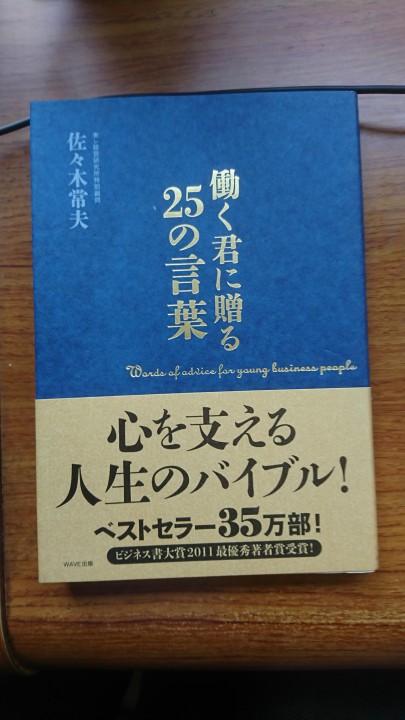 働く君に贈る
25の言葉
佐々木常夫
Words of advice for young business people
心を支える
人生のバイブル!
ベストセラー35万部!
ビジネス書大賞2011最優秀著者賞受賞!
WAVE出版